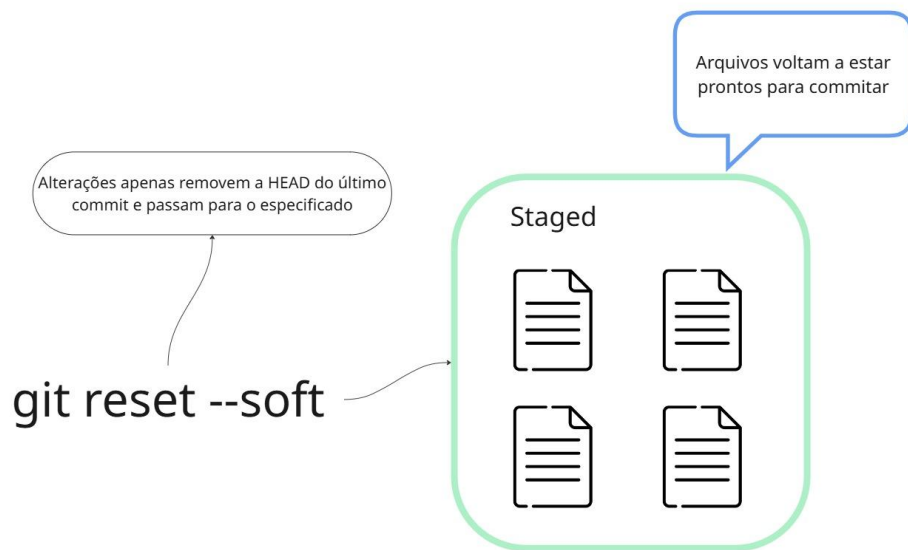 Arquivos voltam a estar
prontos para commitar
Alterações apenas removem a HEAD do último
commit e passam para o especificado
Staged
git reset --soft